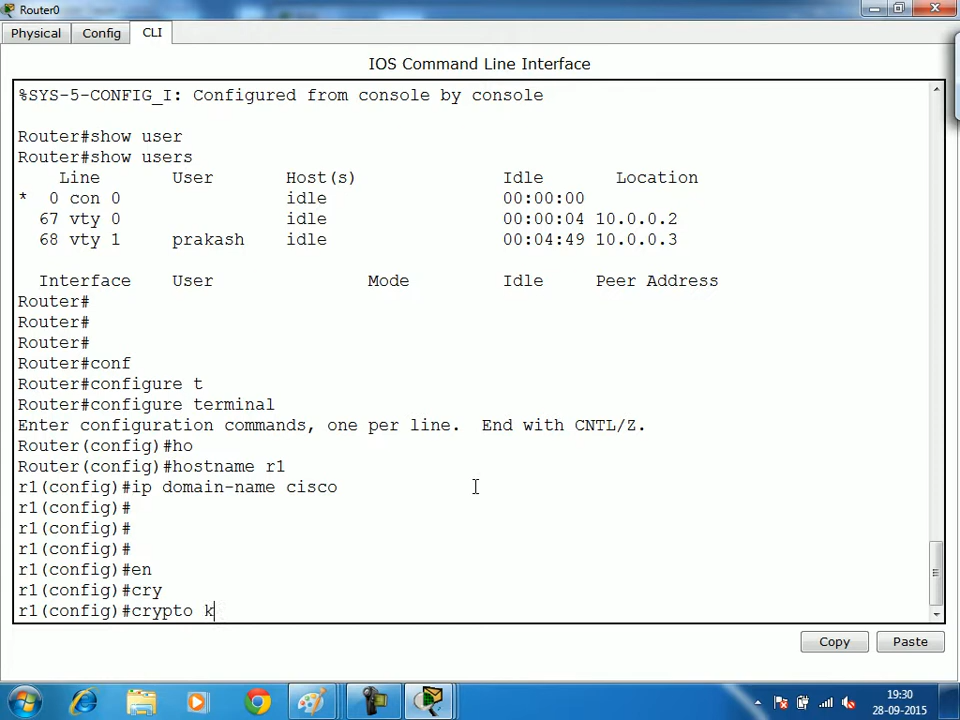 Router0
Physical Config CLI
IOS Command Line Interface
%SYS-5-CONFIG_I: Configured from console by console
Router#show user
Router#show users
Line User Host(s) Idle Location
* 0 con 0 idle 00:00:00
67 vty 0 idle 00:00:04 10.0.0.2
68 vty 1 prakash idle 00:04:49 10.0.0.3
Interface User Mode Idle Peer Address
Router#
Router#
Router#
Router#conf
Router#configure t
Router#configure terminal
Enter configuration commands, one per line. End with CNTL/Z.
Router(config)#ho
Router(config)#hostname r1
r1(config)#ip domain-name cisco
r1(config)#
r1(config)#
r1(config)#
r1(config)#en
r1(config)#cry
r1(config)#crypto k
Copy Paste
19:30
28-09-2015